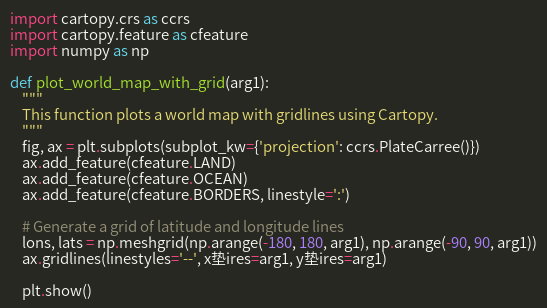 import cartopy.crs as ccrs
import cartopy.feature as cfeature
import numpy as np
def plot_world_map_with_grid(arg1):
"""
This function plots a world map with gridlines using Cartopy.
"""
fig, ax = plt.subplots(subplot_kw={'projection': ccrs.PlateCarree()})
ax.add_feature(cfeature.LAND)
ax.add_feature(cfeature.OCEAN)
ax.add_feature(cfeature.BORDERS, linestyle=':')
# Generate a grid of latitude and longitude lines
lons, lats = np.meshgrid(np.arange(-180, 180, arg1), np.arange(-90, 90, arg1))
ax.gridlines(linestyles='--', x垫ires=arg1, y垫ires=arg1)
plt.show()